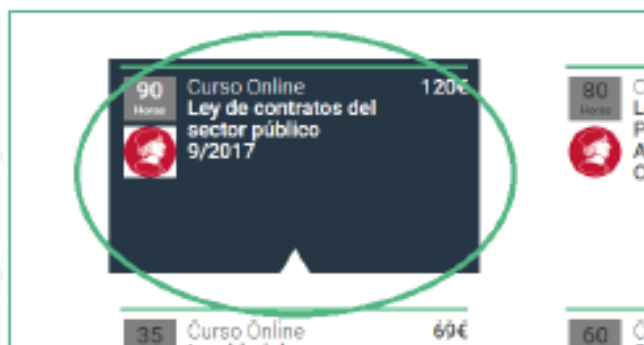 90
Horas
Curso Online
120€
Ley de contratos del
sector público
9/2017
80
Horas
C
L
P
A
C
35
Curso Online
69€
60